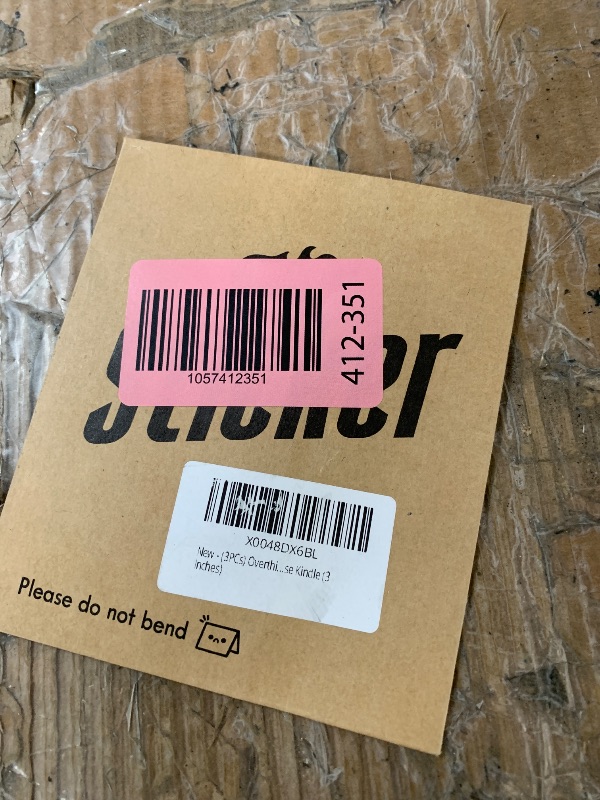 1057412351
412-351
Sticker
X0048DX6BL
New - (3PCs) Overthi...se Kindle (3
inches)
Please do not bend